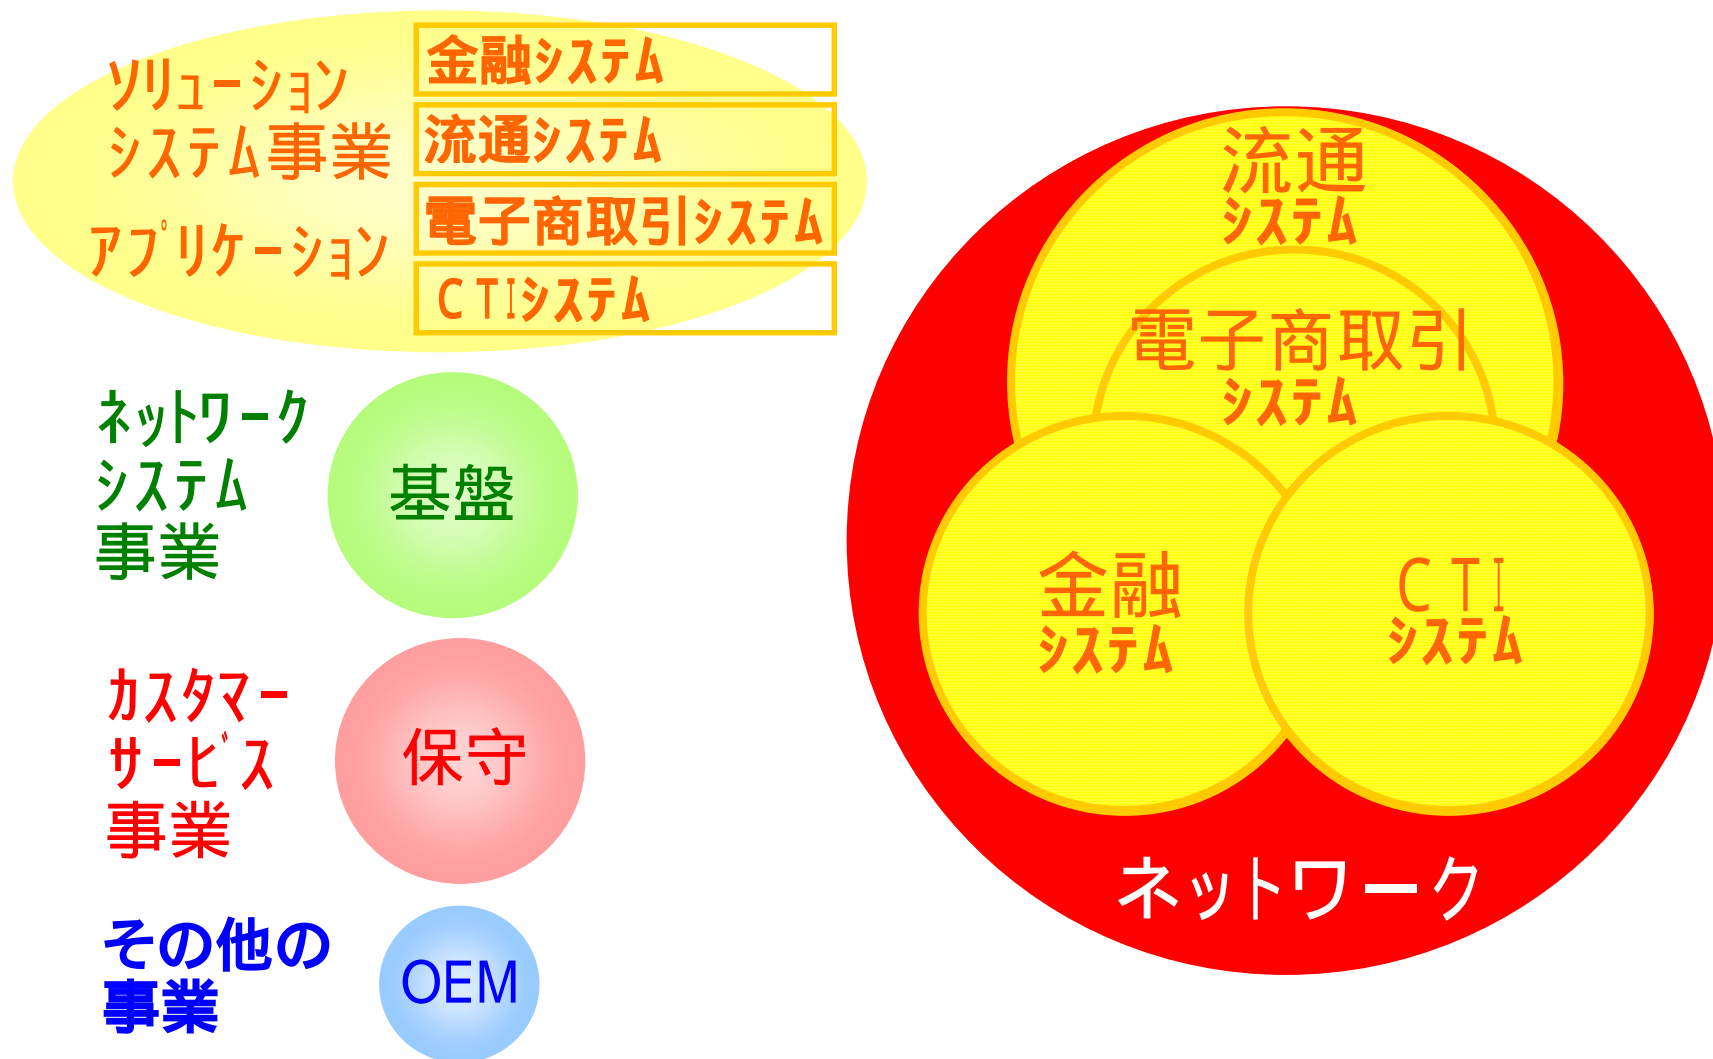 ソリューション
システム事業
アプリケーション
金融システム
流通システム
電子商取引システム
CTIシステム
ネットワーク
システム
事業
基盤
カスタマー
サービス
事業
保守
その他の
事業
OEM
流通
システム
電子商取引
システム
金融
システム
CTI
システム
ネットワーク